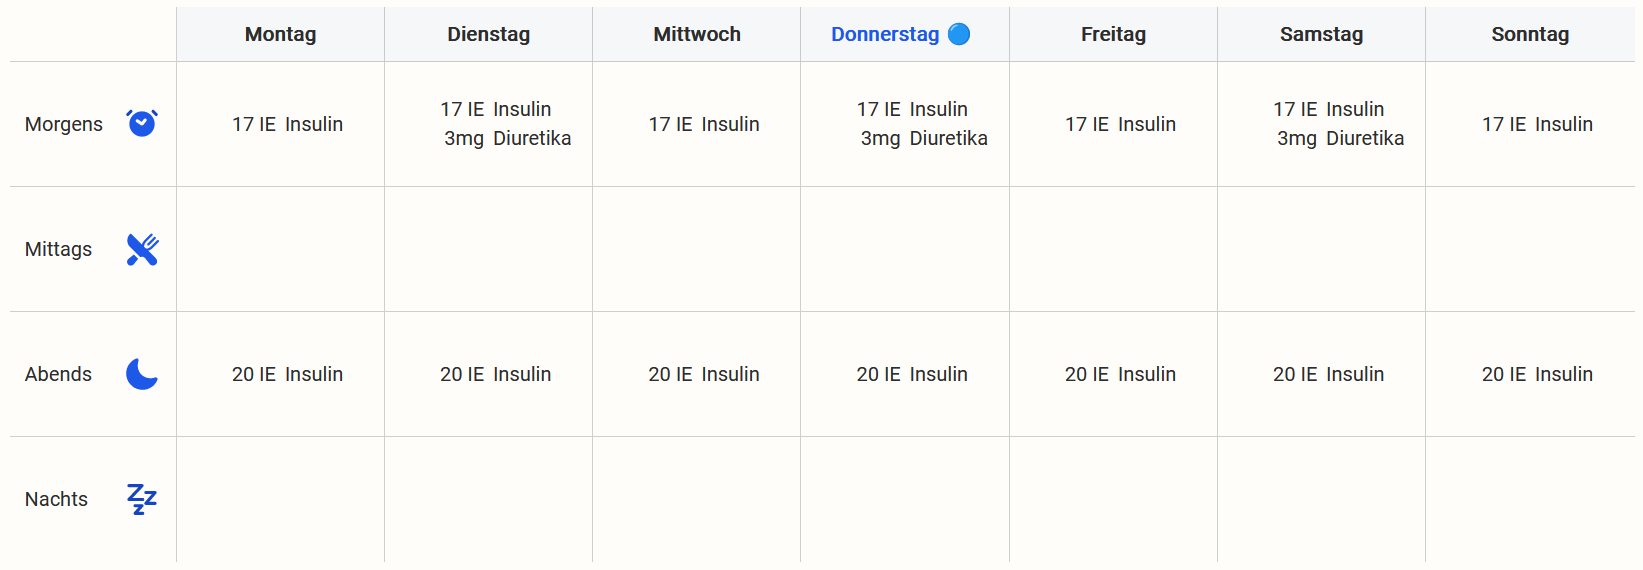 Montag Dienstag Mittwoch Donnerstag Freitag Samstag Sonntag
Morgens 17 IE Insulin 17 IE Insulin 17 IE Insulin 17 IE Insulin 17 IE Insulin 17 IE Insulin 17 IE Insulin
3mg Diuretika 3mg Diuretika 3mg Diuretika
Mittags
Abends 20 IE Insulin 20 IE Insulin 20 IE Insulin 20 IE Insulin 20 IE Insulin 20 IE Insulin 20 IE Insulin
Nachts